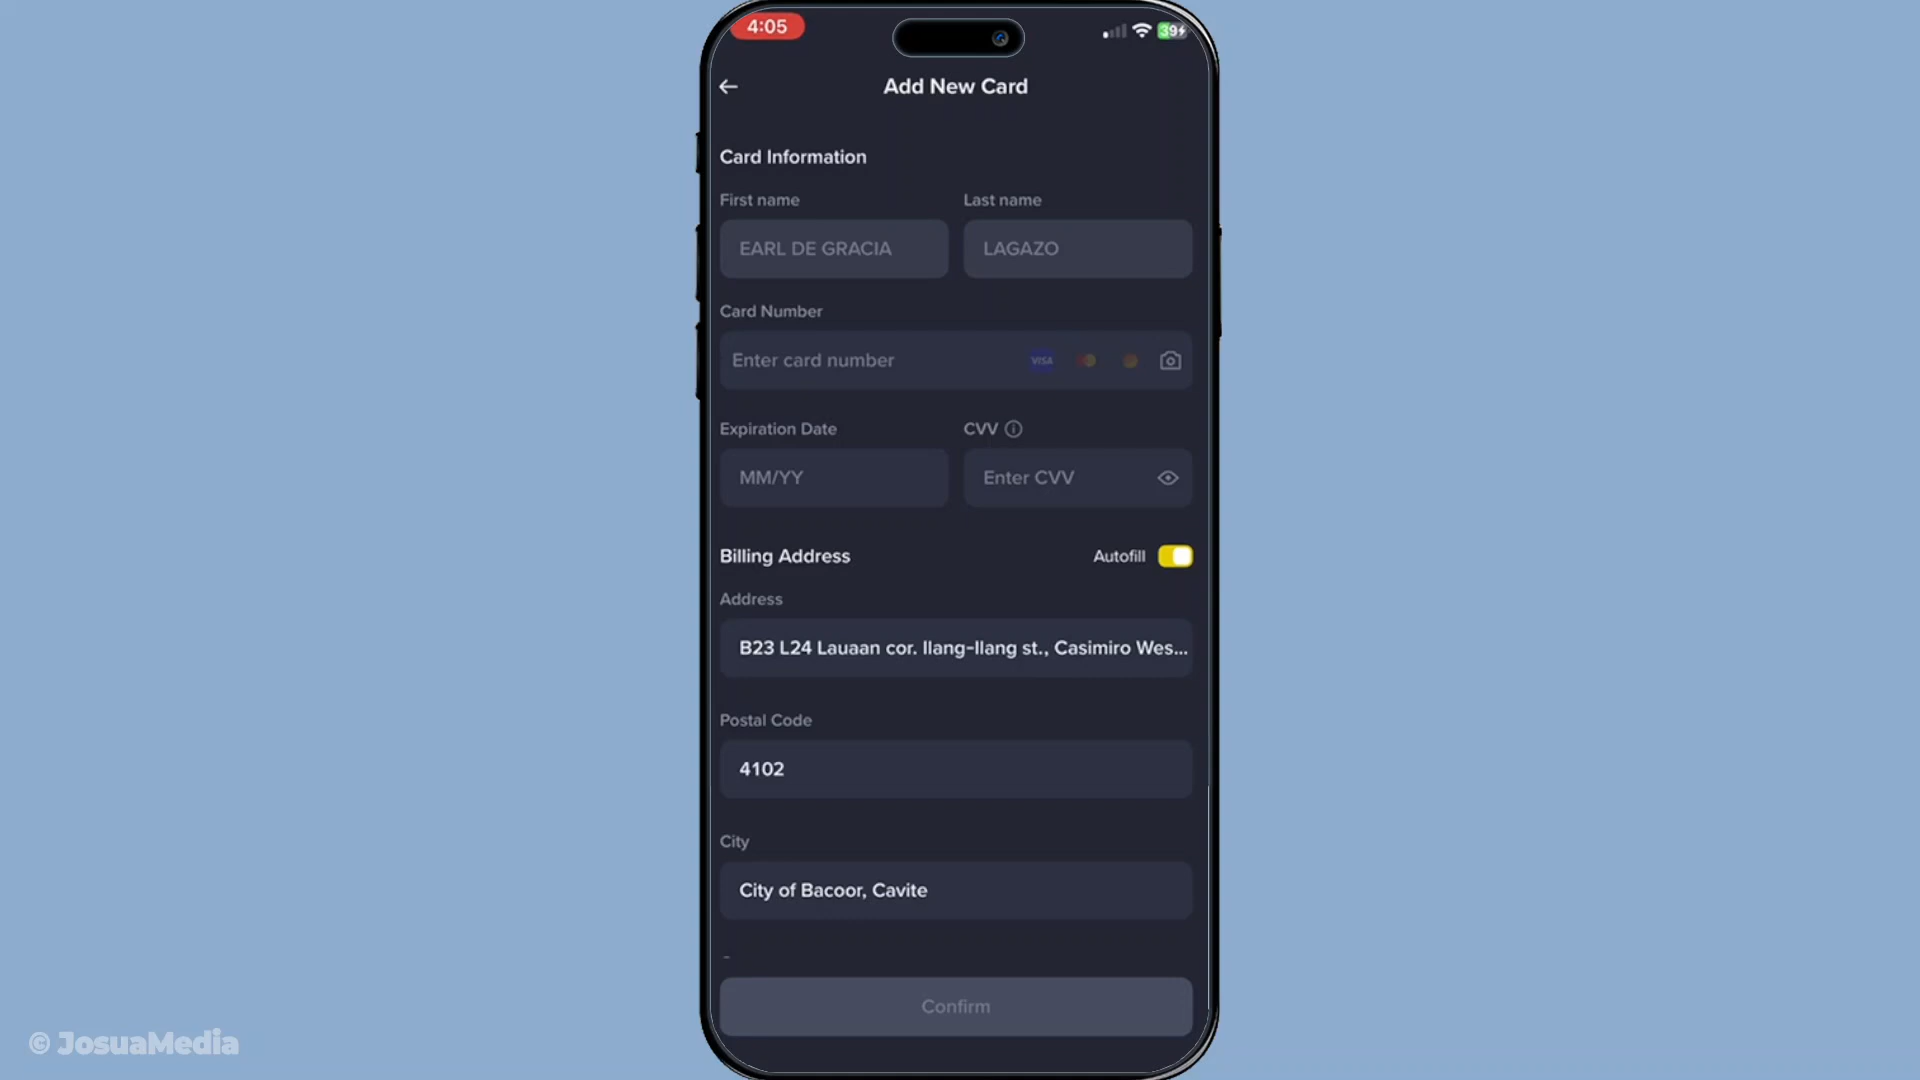 4:05
39
Add New Card
Card Information
First name
Last name
EARL DE GRACIA
LAGAZO
Card Number
Enter card number
VISA
Expiration Date
CVV
MM/YY
Enter CVV
Billing Address
Autofill
Address
B23 L24 Lauaan cor. Ilang-Ilang st., Casimiro Wes...
Postal Code
4102
City
City of Bacoor, Cavite
Confirm
© JosuaMedia